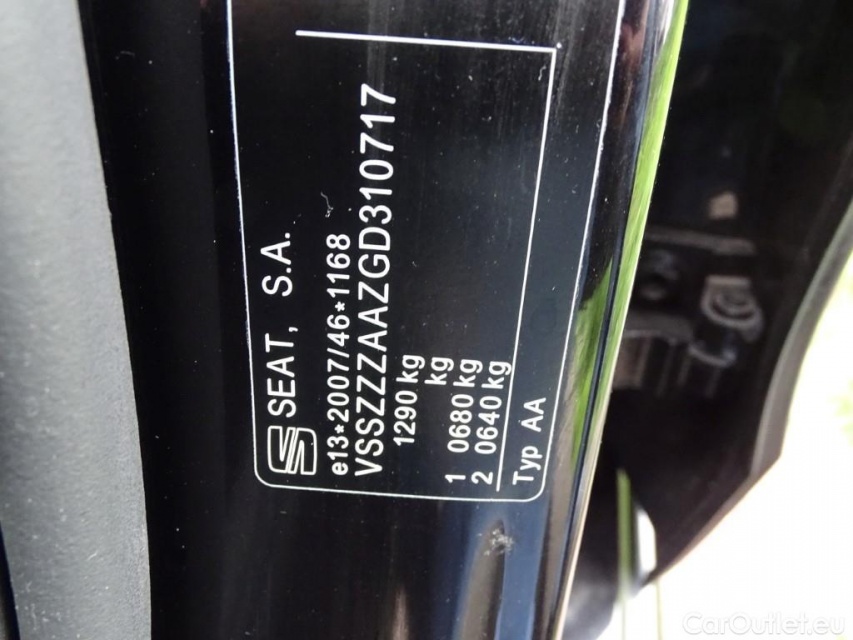 SEAT, S.A.
e13*2007/46*1168
VSSZZZAAZGD310717
1290 kg
kg
1 0680 kg
2 0640 kg
Typ AA
CarOutlet.eu